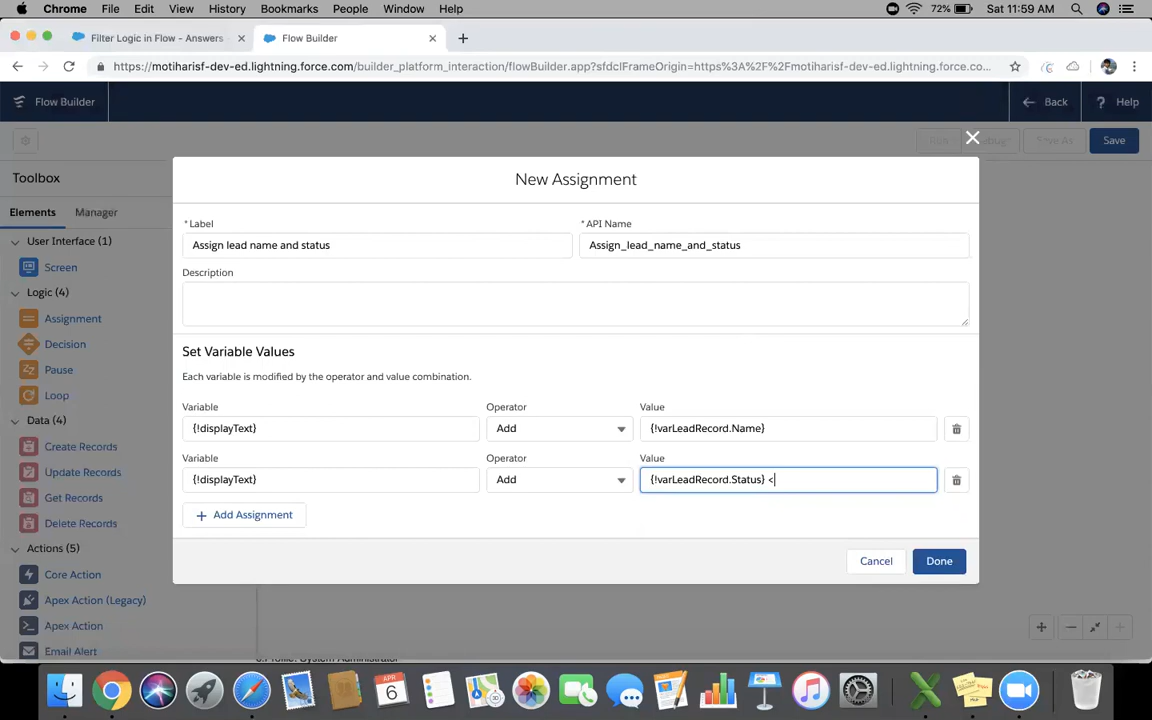 Chrome File Edit View History Bookmarks People Window Help 72% Sat 11:59 AM
Filter Logic in Flow - Answers Flow Builder
https://motiharisf-dev-ed.lightning.force.com/builder_platform_interaction/flowBuilder.app?sfdcIFrameOrigin=https%3A%2F%2Fmotiharisf-dev-ed.lightning.force.co...
Flow Builder Back ? Help
Save As Save
Toolbox
Elements Manager
User Interface (1)
Screen
Logic (4)
Assignment
Decision
Pause
Loop
Data (4)
Create Records
Update Records
Get Records
Delete Records
Actions (5)
Core Action
Apex Action (Legacy)
Apex Action
Email Alert
New Assignment
* Label * API Name
Assign lead name and status Assign_lead_name_and_status
Description
Set Variable Values
Each variable is modified by the operator and value combination.
Variable Operator Value
{!displayText} Add {!varLeadRecord.Name}
Variable Operator Value
{!displayText} Add {!varLeadRecord.Status} <
+ Add Assignment
Cancel Done